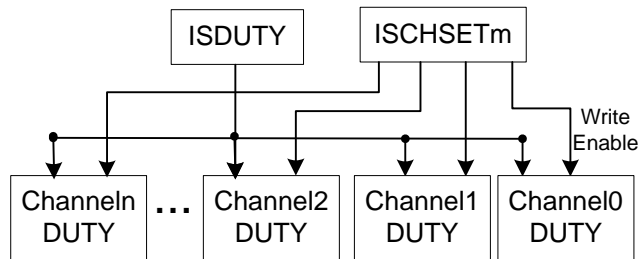 ISDUTY
ISCHSETm
Write
Enable
Channeln
DUTY
...
Channel2
DUTY
Channel1
DUTY
Channel0
DUTY